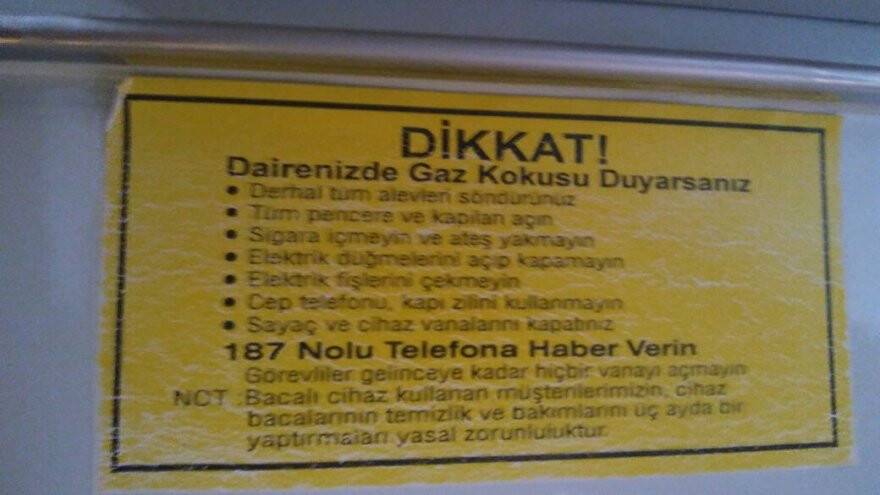 DİKKAT!
Dairenizde Gaz Kokusu Duyarsanız
• Derhal tüm alevleri söndürünüz
• Tüm pencere ve kapıları açın
• Sigara içmeyin ve ateş yakmayın
• Elektrik düğmelerini açıp kapamayın
• Elektrik fişlerini çekmeyin
• Cep telefonu, kapı zilini kullanmayın
• Sayaç ve cihaz vanalarını kapatınız
187 Nolu Telefona Haber Verin
Görevliler gelinceye kadar hiçbir vanayı açmayın
NOT :Bacalı cihaz kullanan müşterilerimizin, cihaz
bacalarının temizlik ve bakımlarını üç ayda bir
yaptırmaları yasal zorunluluktur.